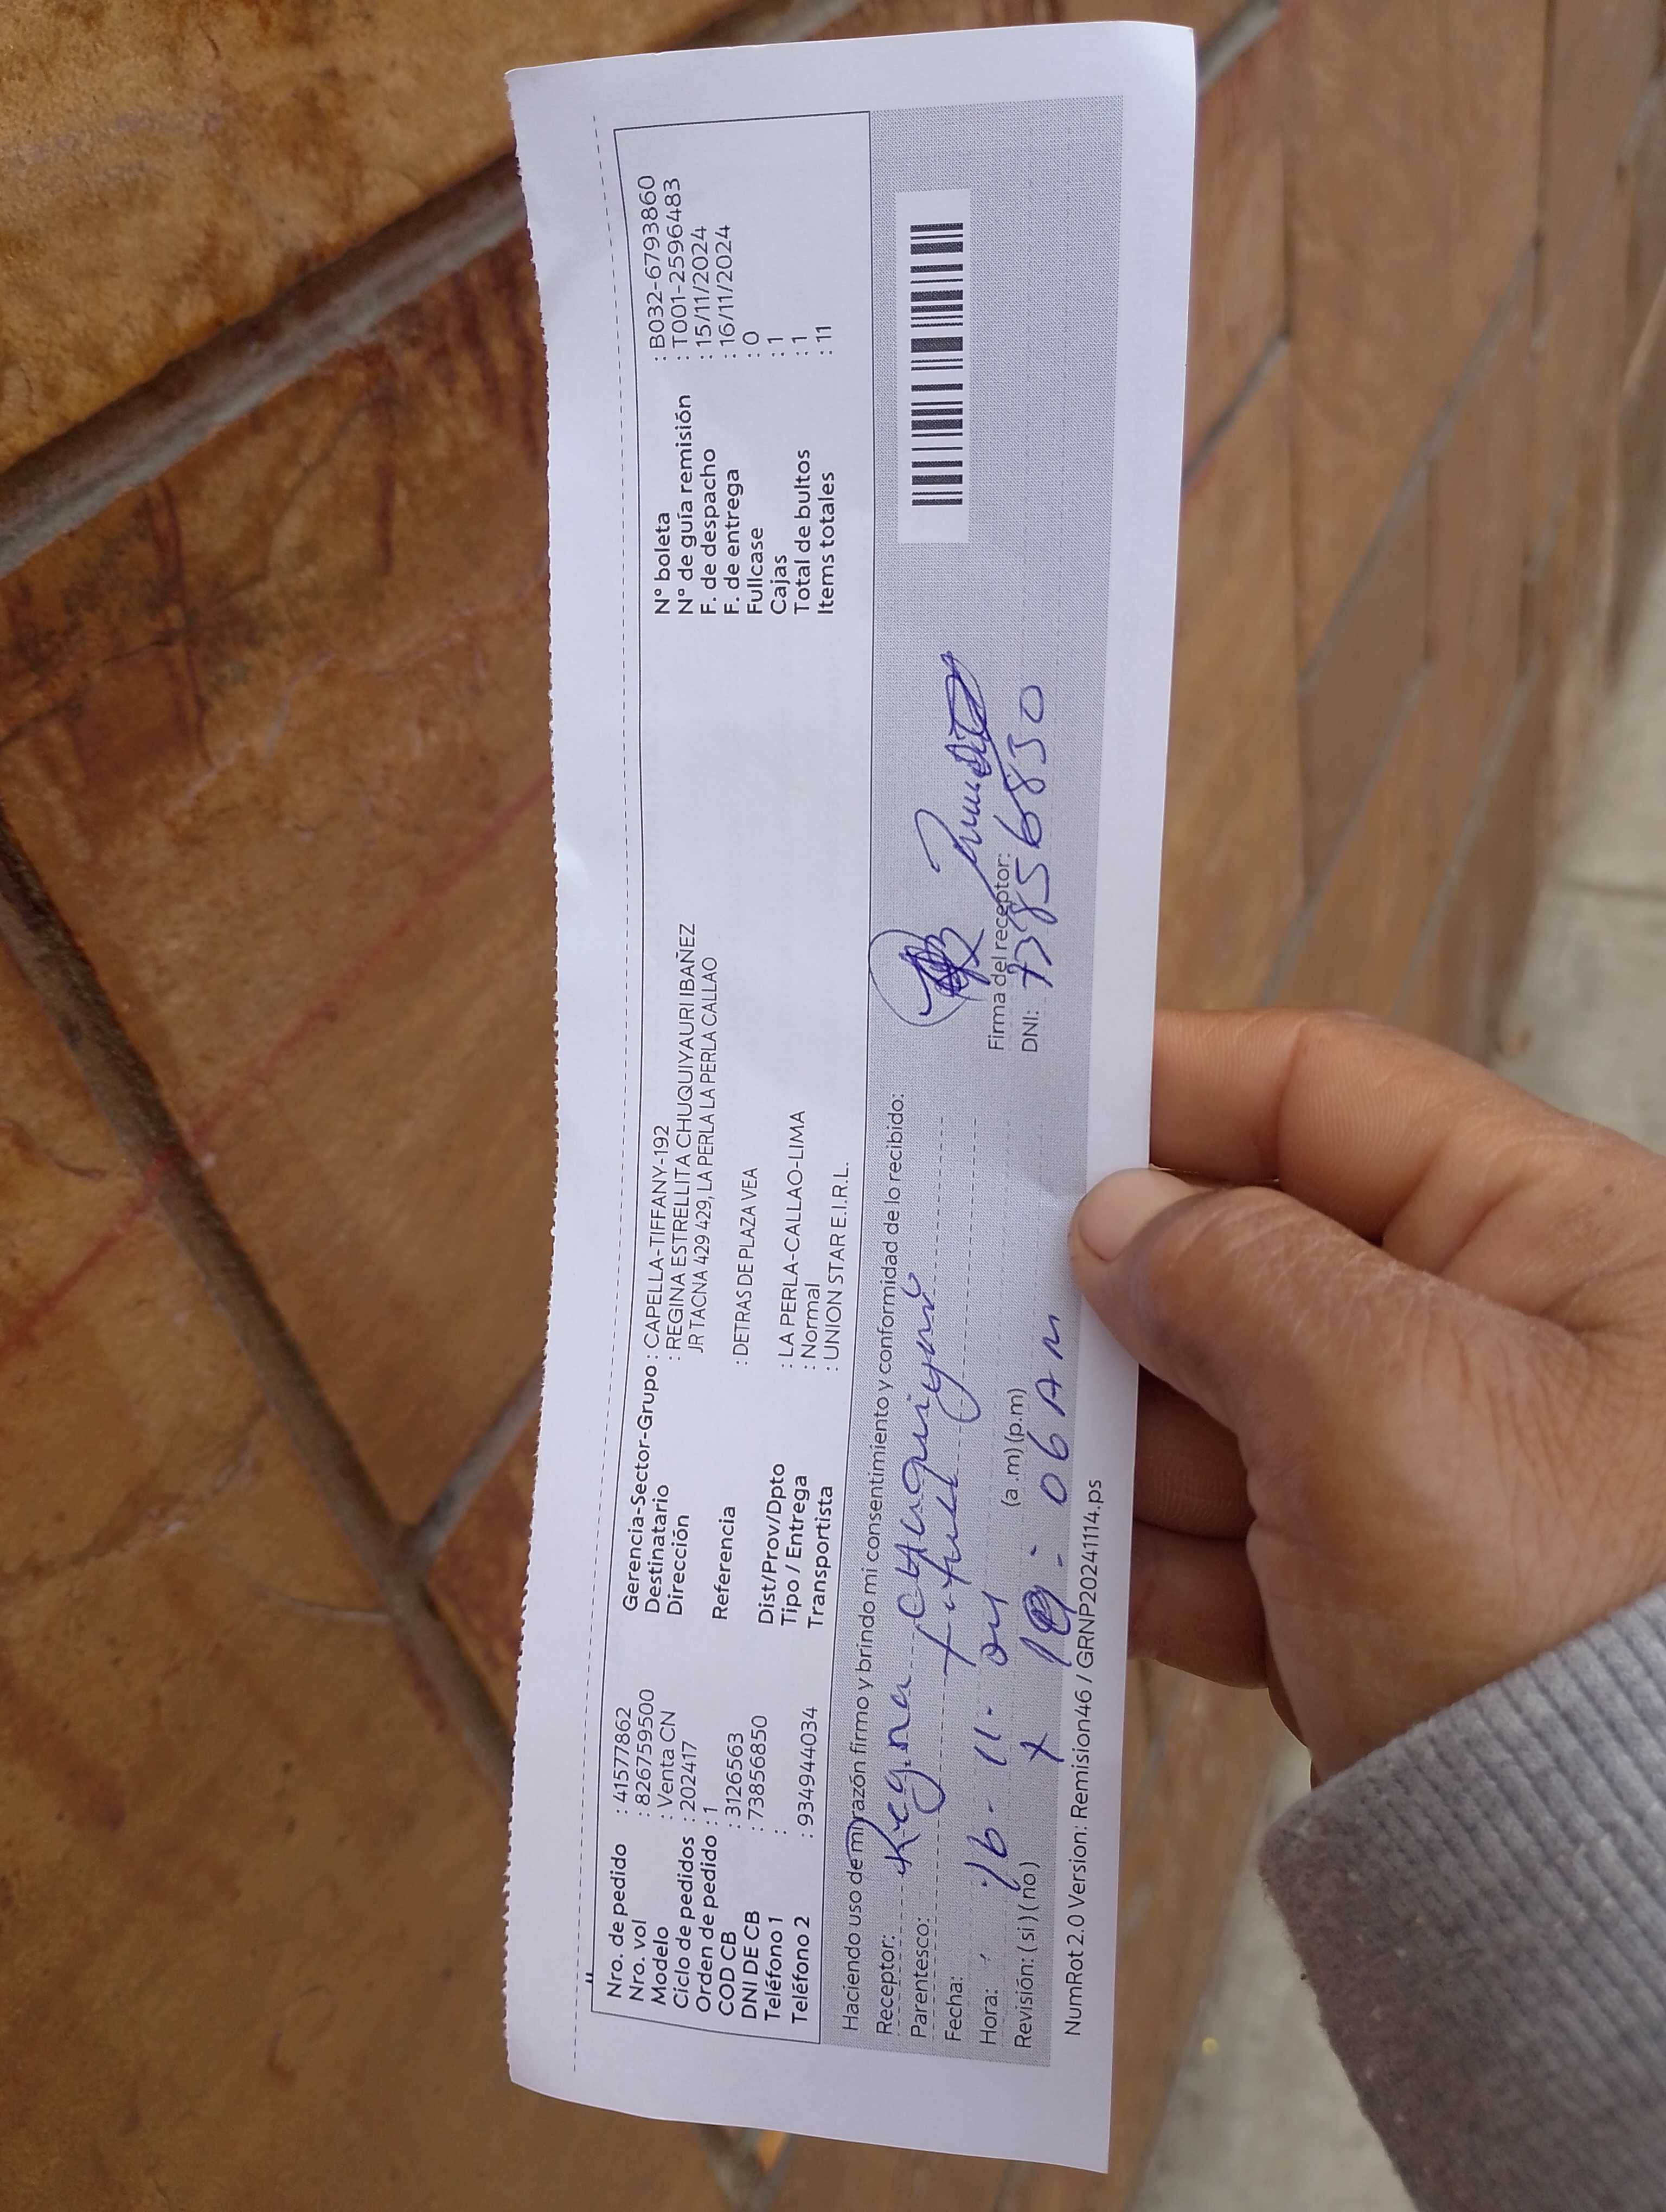 Nro. de pedido : 41577862
Nro. vol : 826759500
Modelo : Venta CN
Ciclo de pedidos : 202417
Orden de pedido : 1
COD CB : 3126563
DNI DE CB : 73856850
Teléfono 1 :
Teléfono 2 : 934944034
Gerencia-Sector-Grupo : CAPELLA-TIFFANY-192
Destinatario : REGINA ESTRELLITA CHUQUIYAURI IBAÑEZ
Dirección JR TACNA 429 429, LA PERLA LA PERLA CALLAO
Referencia : DETRAS DE PLAZA VEA
Dist/Prov/Dpto : LA PERLA-CALLAO-LIMA
Tipo / Entrega : Normal
Transportista : UNION STAR E.I.R.L.
N° boleta : B032-6793860
N° de guía remisión : T001-2596483
F. de despacho : 15/11/2024
F. de entrega : 16/11/2024
Fullcase : 0
Cajas : 1
Total de bultos : 1
Items totales : 11
Haciendo uso de mi razón firmo y brindo mi consentimiento y conformidad de lo recibido:
Receptor: Regina Chuquiyauri
Parentesco: titular
Fecha: 16-11-
Hora: (a.m) (p.m)
Revisión: (si) (no) 06 AM
Firma del receptor:
DNI: 73856830
NumRot 2.0 Version: Remision46 / GRNP20241114.ps